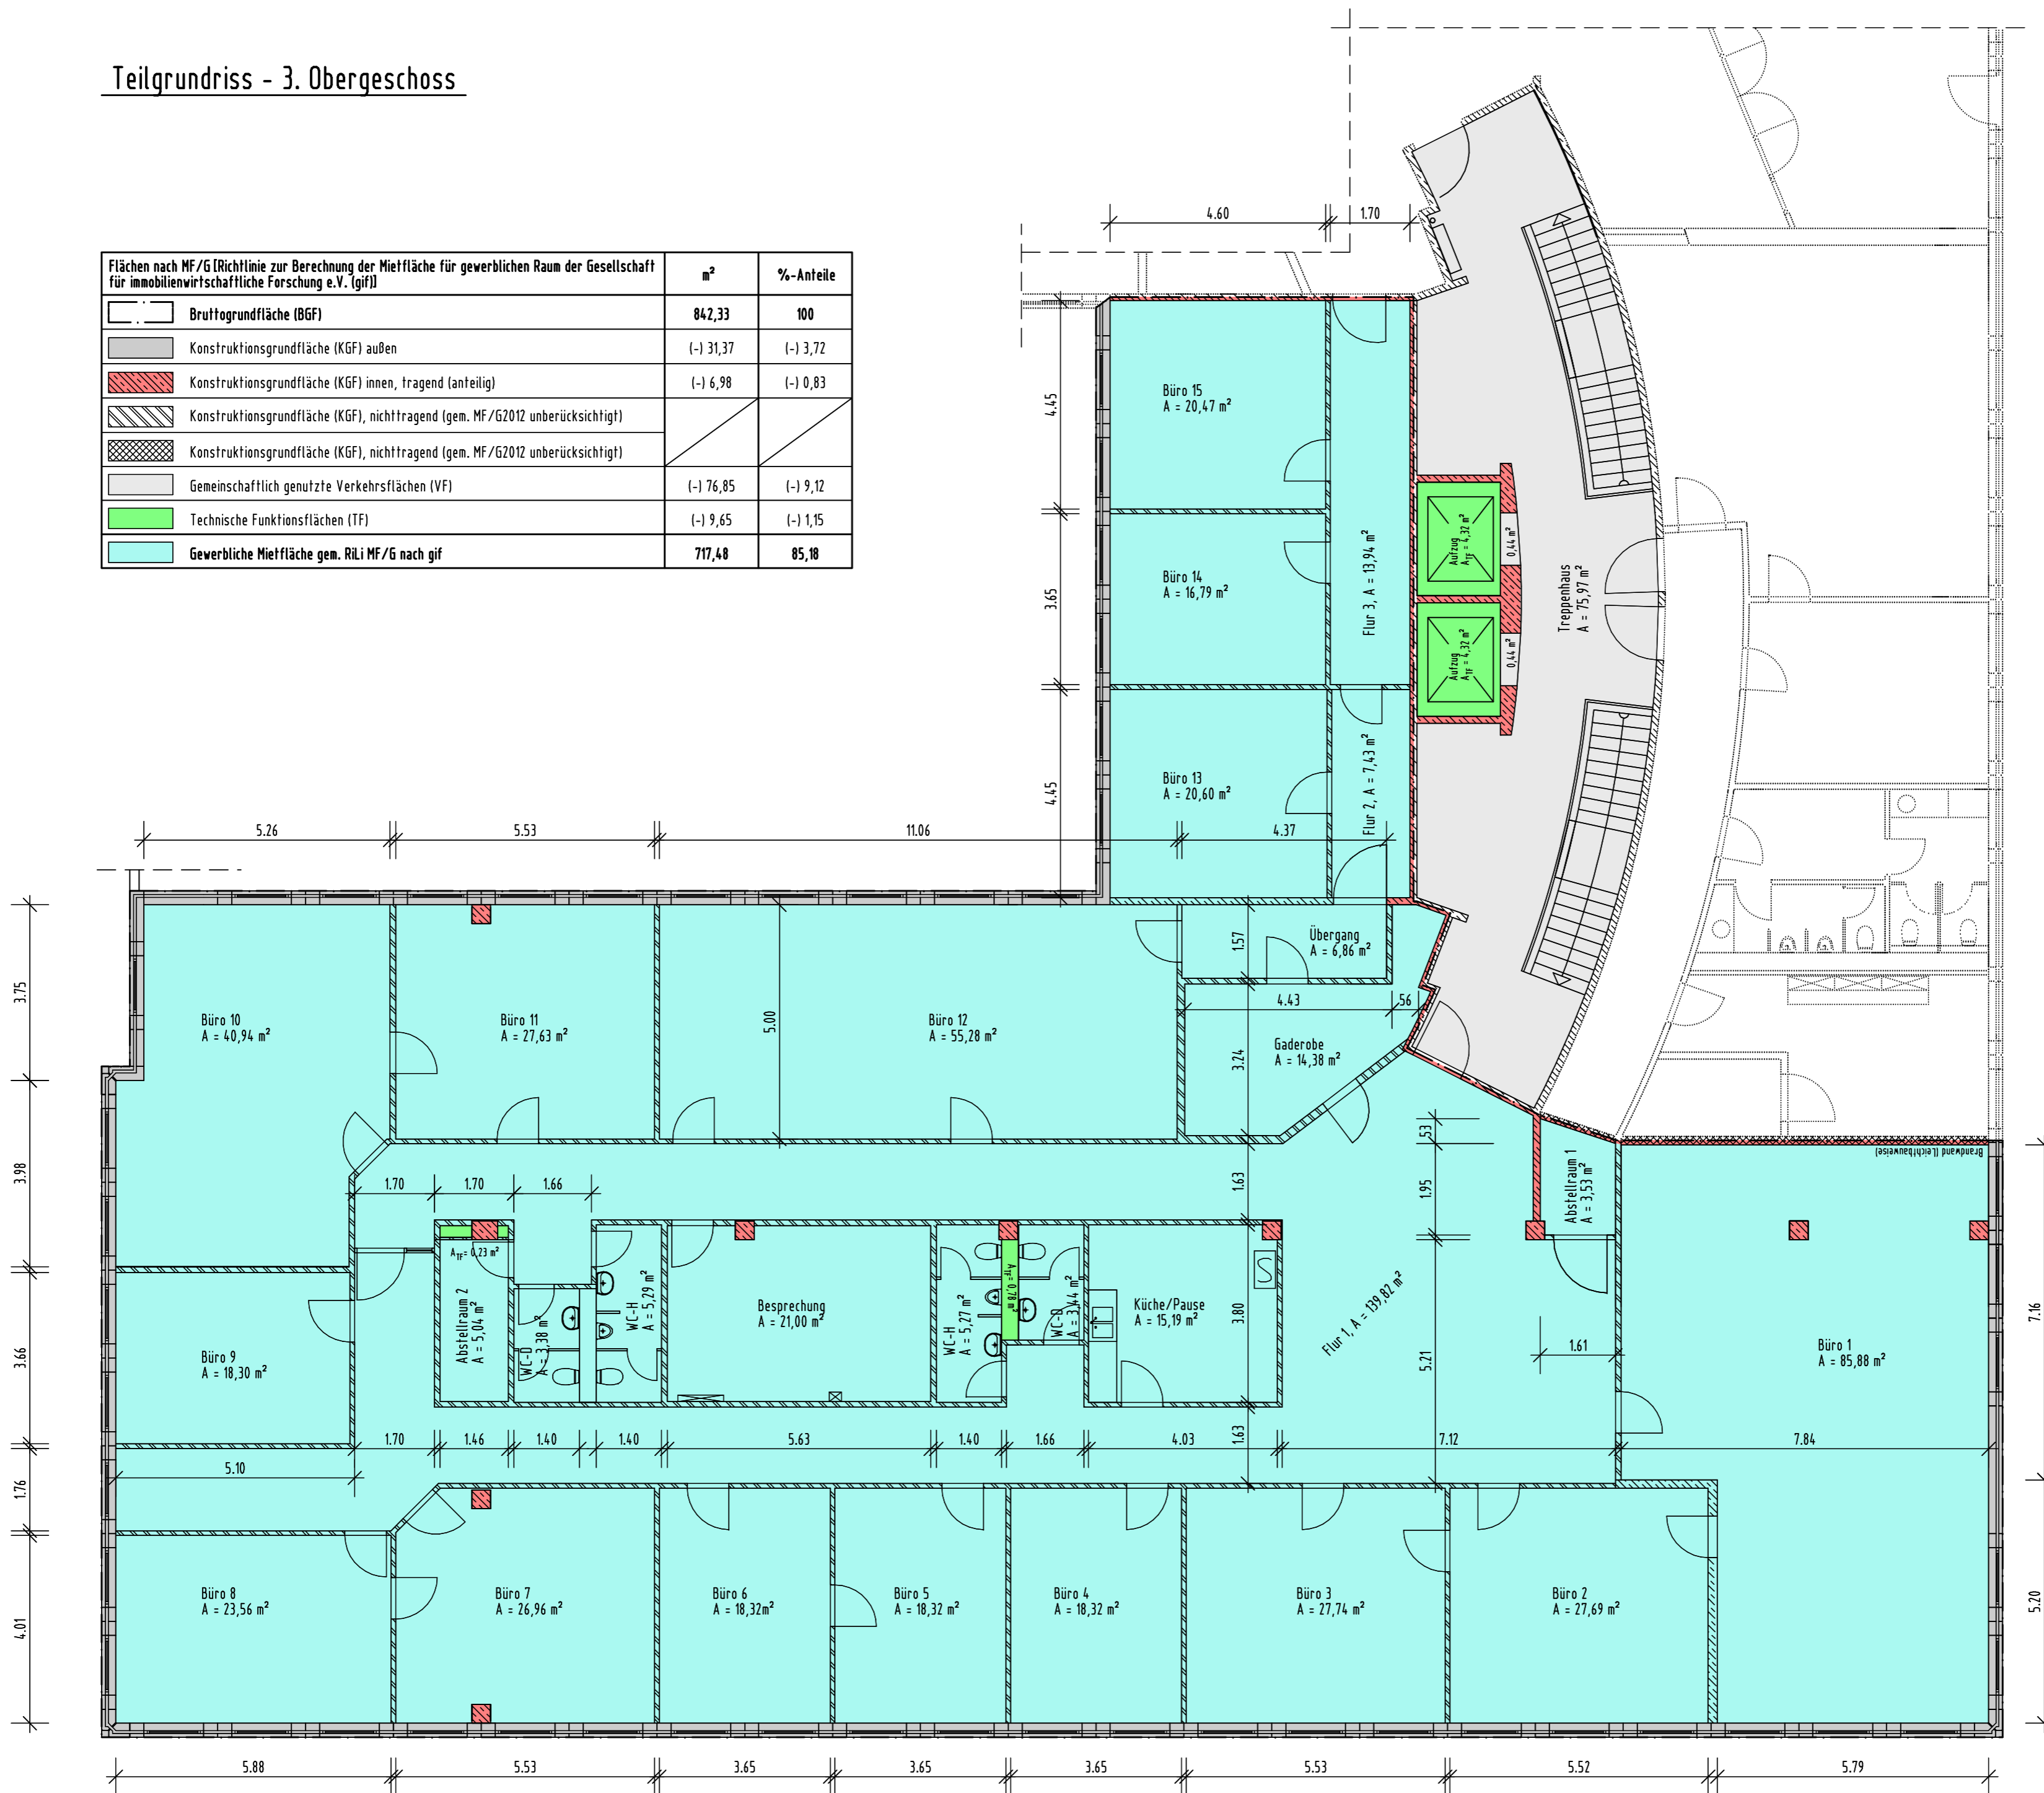 Teilgrundriss - 3. Obergeschoss
Flächen nach MF/G [Richtlinie zur Berechnung der Mietfläche für gewerblichen Raum der Gesellschaft
für immobilienwirtschaftliche Forschung e.V. (gif)]
m²
%-Anteile
Bruttogrundfläche (BGF)
842,33
100
Konstruktionsgrundfläche (KGF) außen
(-) 31,37
(-) 3,72
Konstruktionsgrundfläche (KGF) innen, tragend (anteilig)
(-) 6,98
(-) 0,83
Konstruktionsgrundfläche (KGF), nichttragend (gem. MF/G2012 unberücksichtigt)
Konstruktionsgrundfläche (KGF), nichttragend (gem. MF/G2012 unberücksichtigt)
Gemeinschaftlich genutzte Verkehrsflächen (VF)
(-) 76,85
(-) 9,12
Technische Funktionsflächen (TF)
(-) 9,65
(-) 1,15
Gewerbliche Mietfläche gem. RiLi MF/G nach gif
717,48
85,18
4.60
1.70
4.45
3.65
4.45
Büro 15
A = 20,47 m²
Büro 14
A = 16,79 m²
Büro 13
A = 20,60 m²
Flur 3, A = 13,94 m²
Flur 2, A = 7,43 m²
Aufzug
ATF = 4,32 m²
0,44 m²
Aufzug
ATF = 4,32 m²
0,44 m²
Treppenhaus
A = 75,97 m²
5.26
5.53
11.06
4.37
3.75
3.98
3.66
1.76
4.01
Büro 10
A = 40,94 m²
Büro 11
A = 27,63 m²
5.00
Büro 12
A = 55,28 m²
1.57
Übergang
A = 6,86 m²
4.43
56
3.24
Gaderobe
A = 14,38 m²
53
1.95
1.63
Abstellraum 1
A = 3,53 m²
Brandwand (Leichtbauweise)
1.70
1.70
1.66
ATF= 0,23 m²
Abstellraum 2
A = 5,04 m²
WC-D
A = 3,38 m²
WC-H
A = 5,29 m²
Besprechung
A = 21,00 m²
WC-H
A = 5,27 m²
ATF= 0,78 m²
WC-D
A = 3,44 m²
Küche/Pause
A = 15,19 m²
3.80
Flur 1, A = 139,82 m²
5.21
1.61
Büro 1
A = 85,88 m²
7.16
Büro 9
A = 18,30 m²
1.70
1.46
1.40
1.40
5.63
1.40
1.66
4.03
1.63
7.12
7.84
5.10
Büro 8
A = 23,56 m²
Büro 7
A = 26,96 m²
Büro 6
A = 18,32m²
Büro 5
A = 18,32 m²
Büro 4
A = 18,32 m²
Büro 3
A = 27,74 m²
Büro 2
A = 27,69 m²
5.20
5.88
5.53
3.65
3.65
3.65
5.53
5.52
5.79